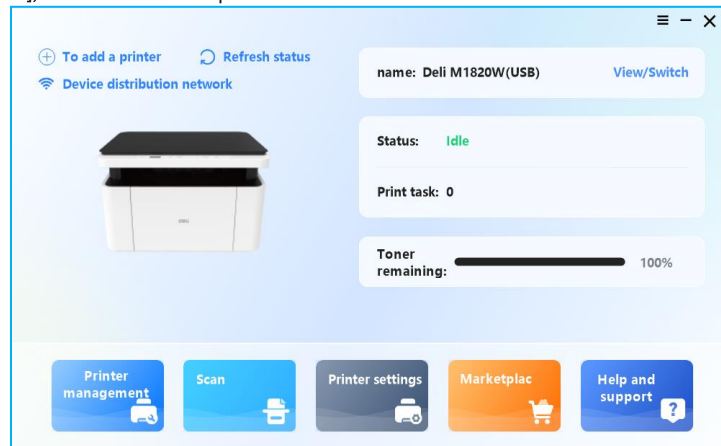 To add a printer
Refresh status
Device distribution network
name: Deli M1820W(USB)
View/Switch
Status: Idle
Print task: 0
Toner
remaining:
100%
Printer
management
Scan
Printer settings
Marketplac
Help and
support
?